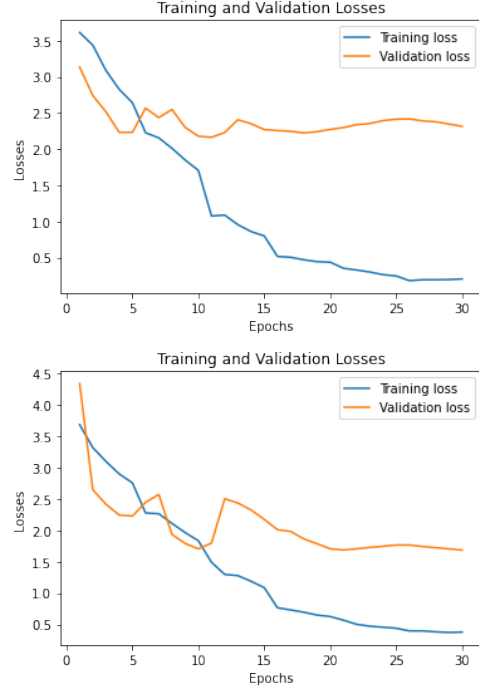 Training and Validation Losses
3.5
3.0
2.5
2.0
1.5
1.0
0.5
Losses
Training loss
Validation loss
0 5 10 15 20 25 30
Epochs
Training and Validation Losses
4.5
4.0
3.5
3.0
2.5
2.0
1.5
1.0
0.5
Losses
Training loss
Validation loss
0 5 10 15 20 25 30
Epochs